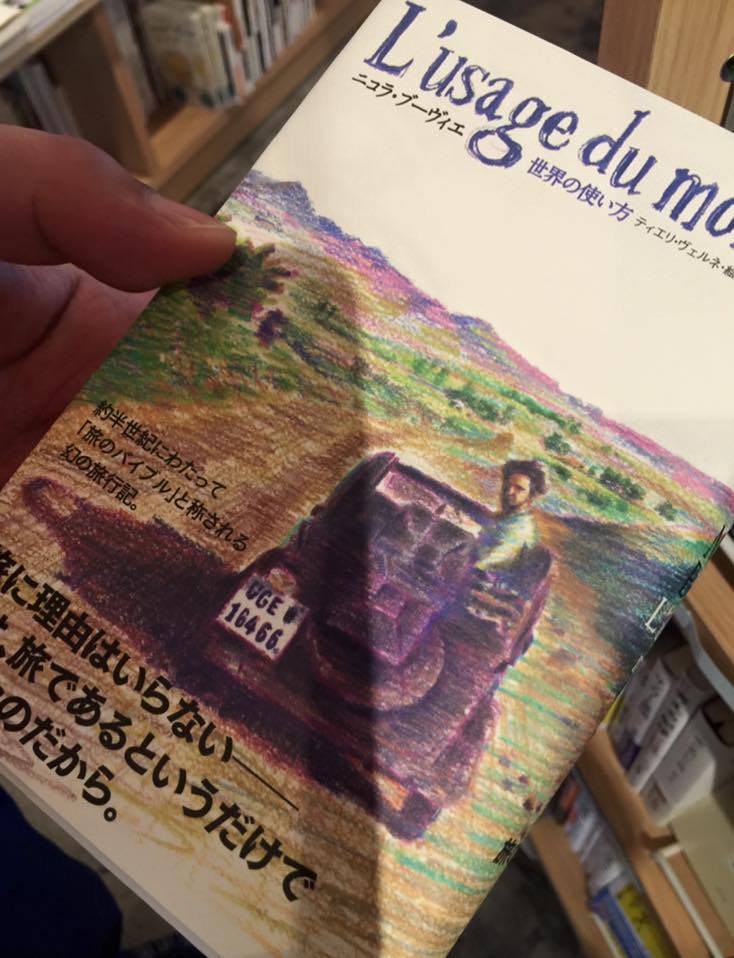 L'usage du mo
ニコラ・ブーヴィエ
世界の使い方
ティエリ・ヴェルネ・絵
約半世紀にわたって
「旅のバイブル」と称される
幻の旅行記。
GE
16466.
に理由はいらない——
、旅であるというだけで
のだから。